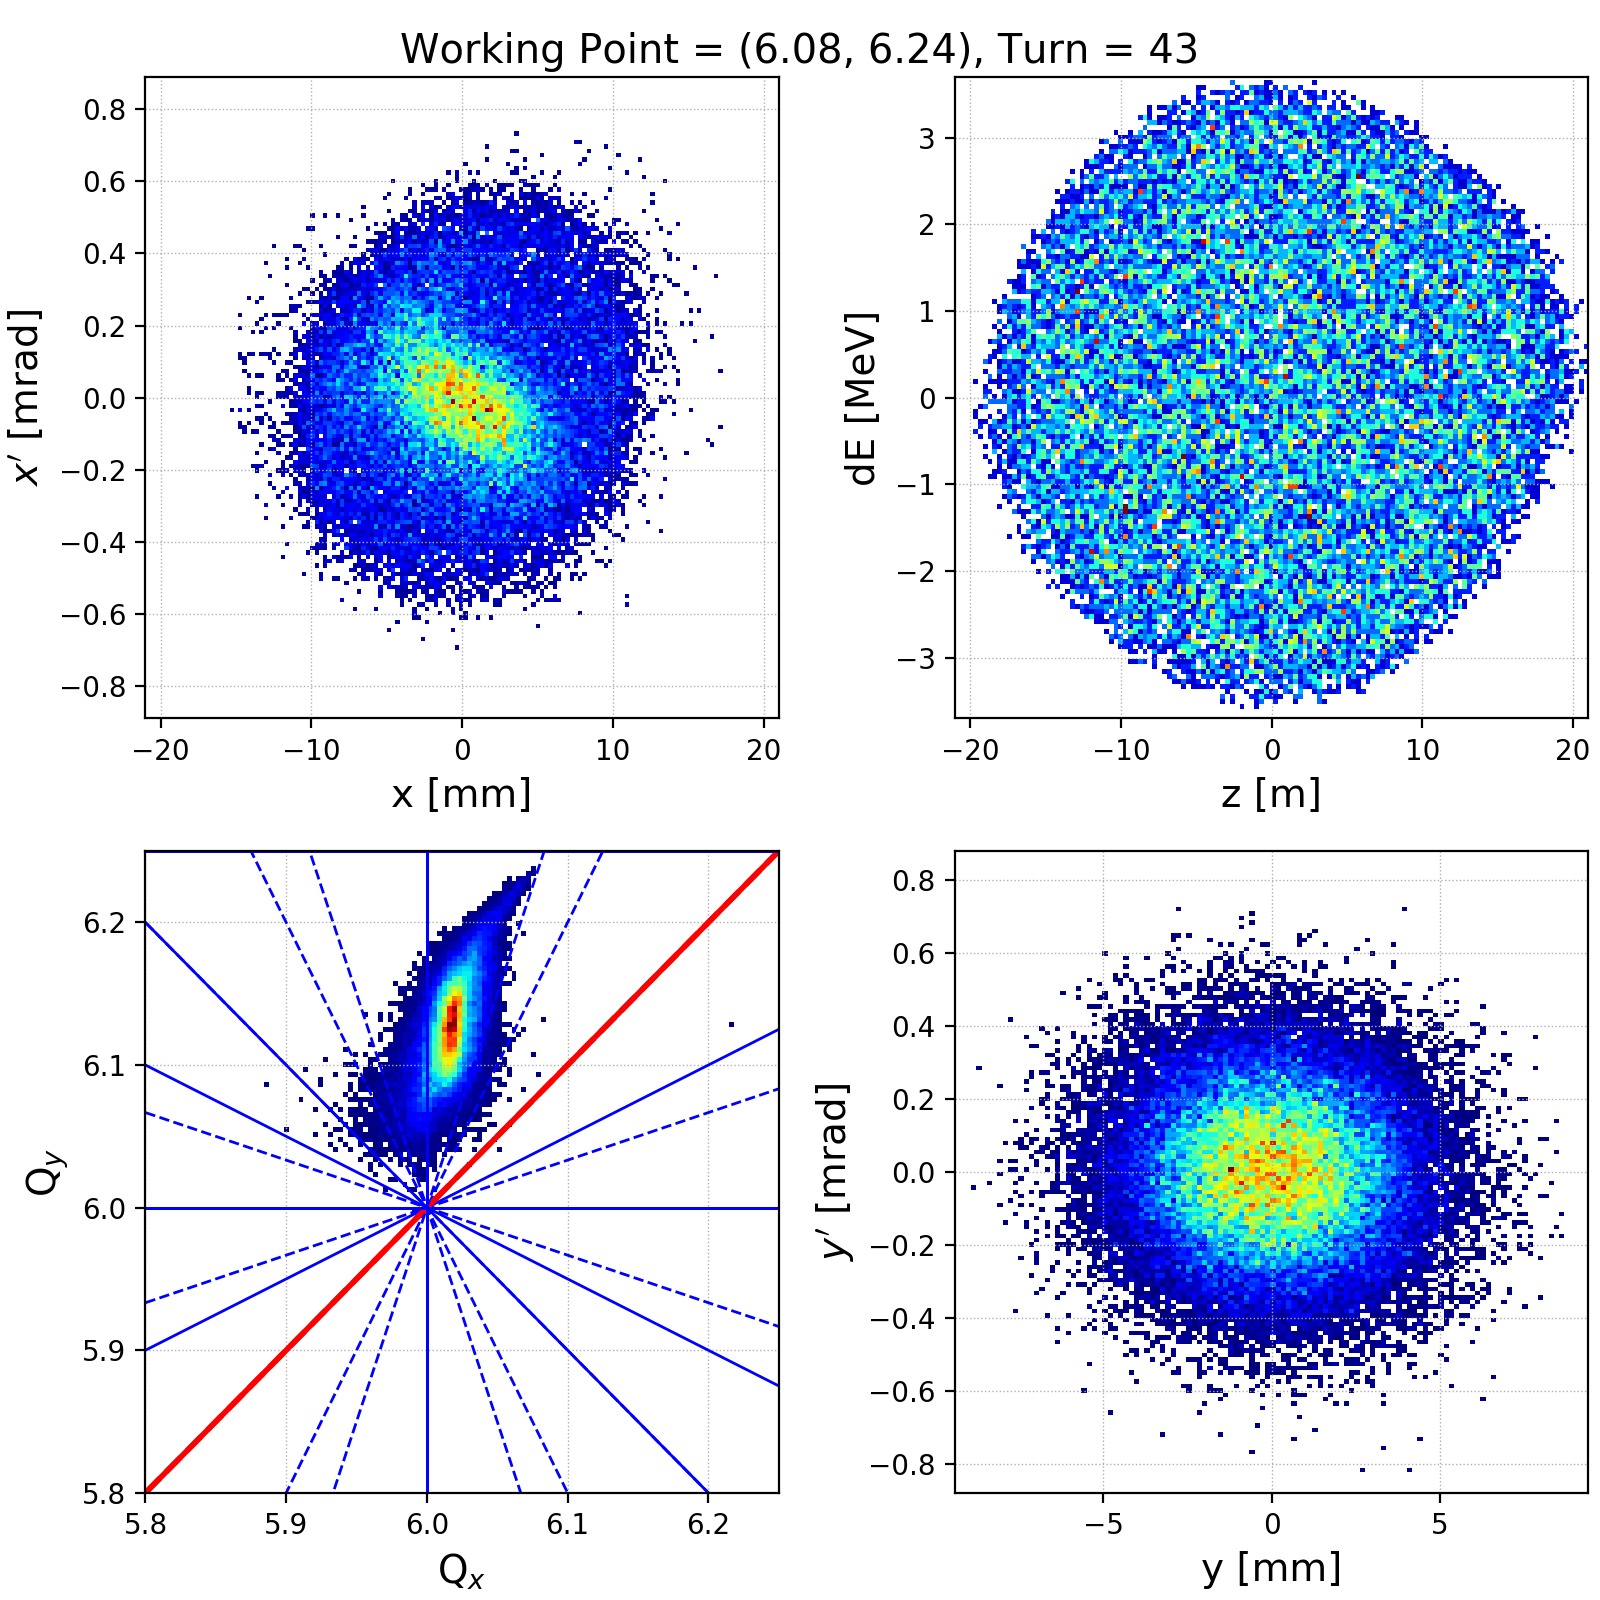 Working Point = (6.08, 6.24), Turn = 43
0.8
0.6
0.4
0.2
0.0
−0.2
−0.4
−0.6
−0.8
x′ [mrad]
−20 −10 0 10 20
x [mm]
3
2
1
0
−1
−2
−3
dE [MeV]
−20 −10 0 10 20
z [m]
6.2
6.1
6.0
5.9
5.8
Qy
5.8 5.9 6.0 6.1 6.2
Qx
0.8
0.6
0.4
0.2
0.0
−0.2
−0.4
−0.6
−0.8
y′ [mrad]
−5 0 5
y [mm]